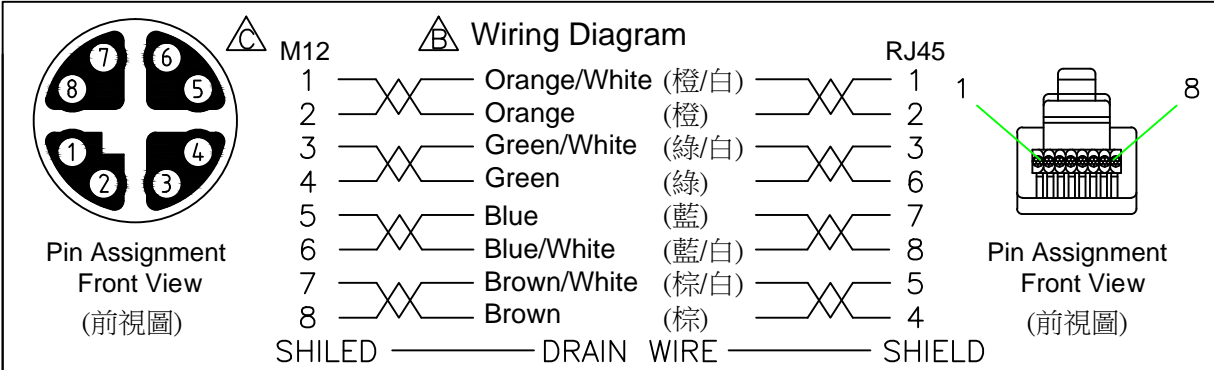 C
B Wiring Diagram
M12 RJ45
1 Orange/White (橙/白) 1
2 Orange (橙) 2
3 Green/White (綠/白) 3
4 Green (綠) 6
5 Blue (藍) 7
6 Blue/White (藍/白) 8
7 Brown/White (棕/白) 5
8 Brown (棕) 4
SHILED DRAIN WIRE SHIELD
7 6
8 5
1 4
2 3
Pin Assignment
Front View
(前視圖)
1 8
Pin Assignment
Front View
(前視圖)